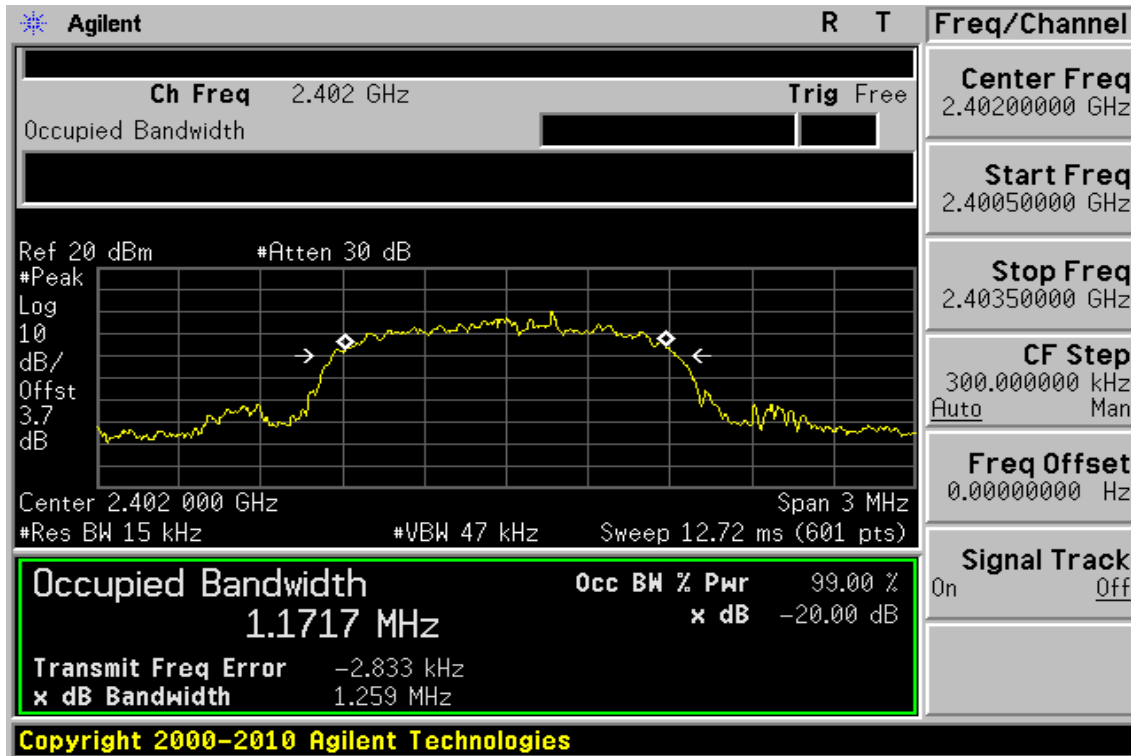 Agilent R T
Freq/Channel
Ch Freq 2.402 GHz Trig Free
Occupied Bandwidth
Center Freq
2.40200000 GHz
Start Freq
2.40050000 GHz
Stop Freq
2.40350000 GHz
CF Step
300.000000 kHz
Auto Man
Freq Offset
0.00000000 Hz
Signal Track
On Off
Ref 20 dBm #Atten 30 dB
#Peak
Log
10
dB/
Offst
3.7
dB
Center 2.402 000 GHz Span 3 MHz
#Res BW 15 kHz #VBW 47 kHz Sweep 12.72 ms (601 pts)
Occupied Bandwidth Occ BW % Pwr 99.00 %
1.1717 MHz x dB -20.00 dB
Transmit Freq Error -2.833 kHz
x dB Bandwidth 1.259 MHz
Copyright 2000-2010 Agilent Technologies